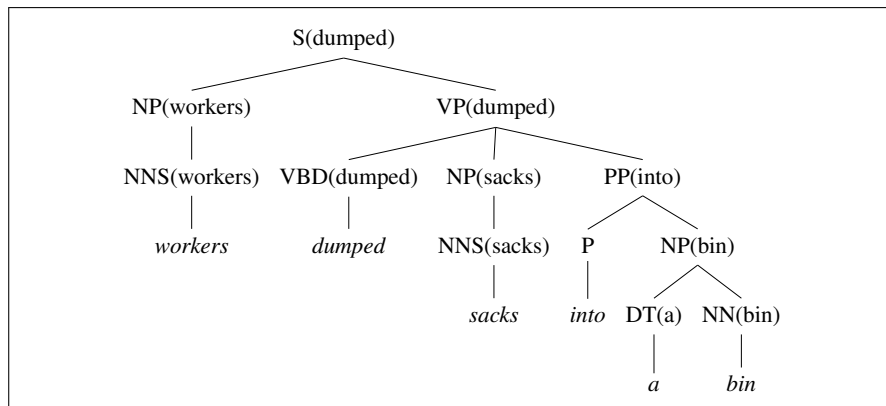 S(dumped)
NP(workers) VP(dumped)
NNS(workers) VBD(dumped) NP(sacks) PP(into)
workers dumped NNS(sacks) P NP(bin)
sacks into DT(a) NN(bin)
a bin